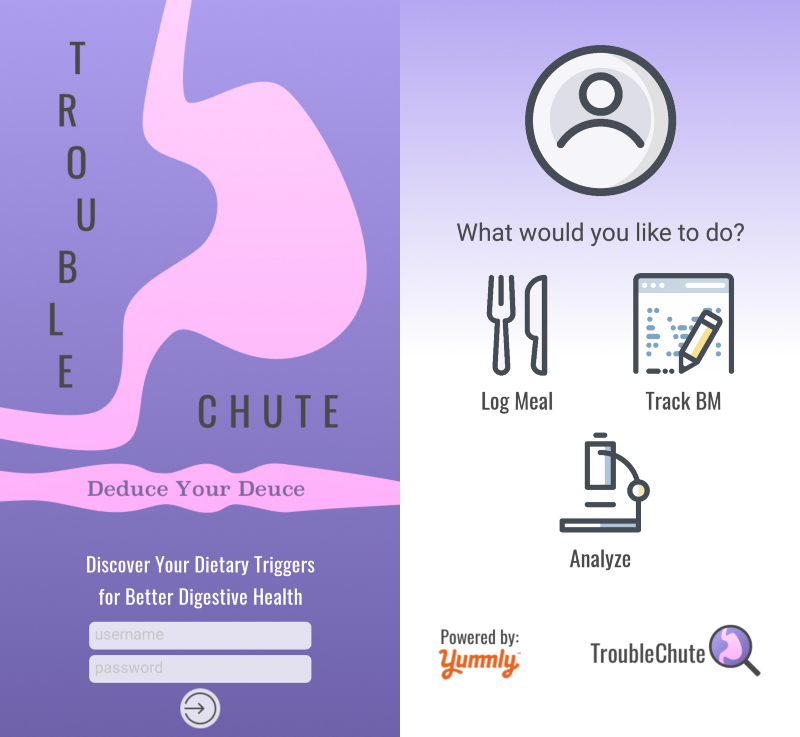 TROUBLE
CHUTE
Deduce Your Deuce
Discover Your Dietary Triggers
for Better Digestive Health
username
password
What would you like to do?
Log Meal
Track BM
Analyze
Powered by:
Yummly
TroubleChute